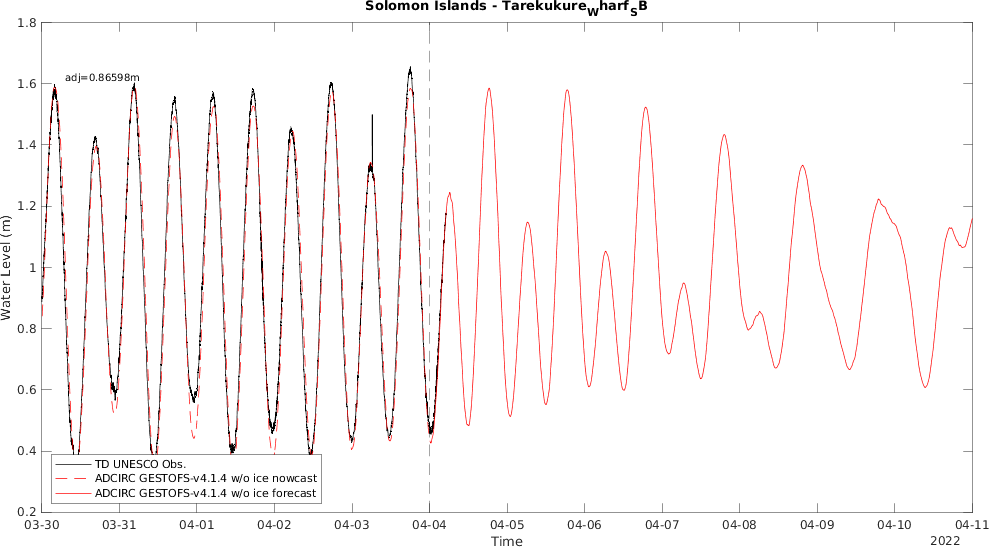 Solomon Islands - TarekukureWharfSB
adj=0.86598m
1.8
1.6
1.4
1.2
1
0.8
0.6
0.4
0.2
Water Level (m)
TD UNESCO Obs.
ADCIRC GESTOFS-v4.1.4 w/o ice nowcast
ADCIRC GESTOFS-v4.1.4 w/o ice forecast
03-30 03-31 04-01 04-02 04-03 04-04 04-05 04-06 04-07 04-08 04-09 04-10 04-11
Time
2022